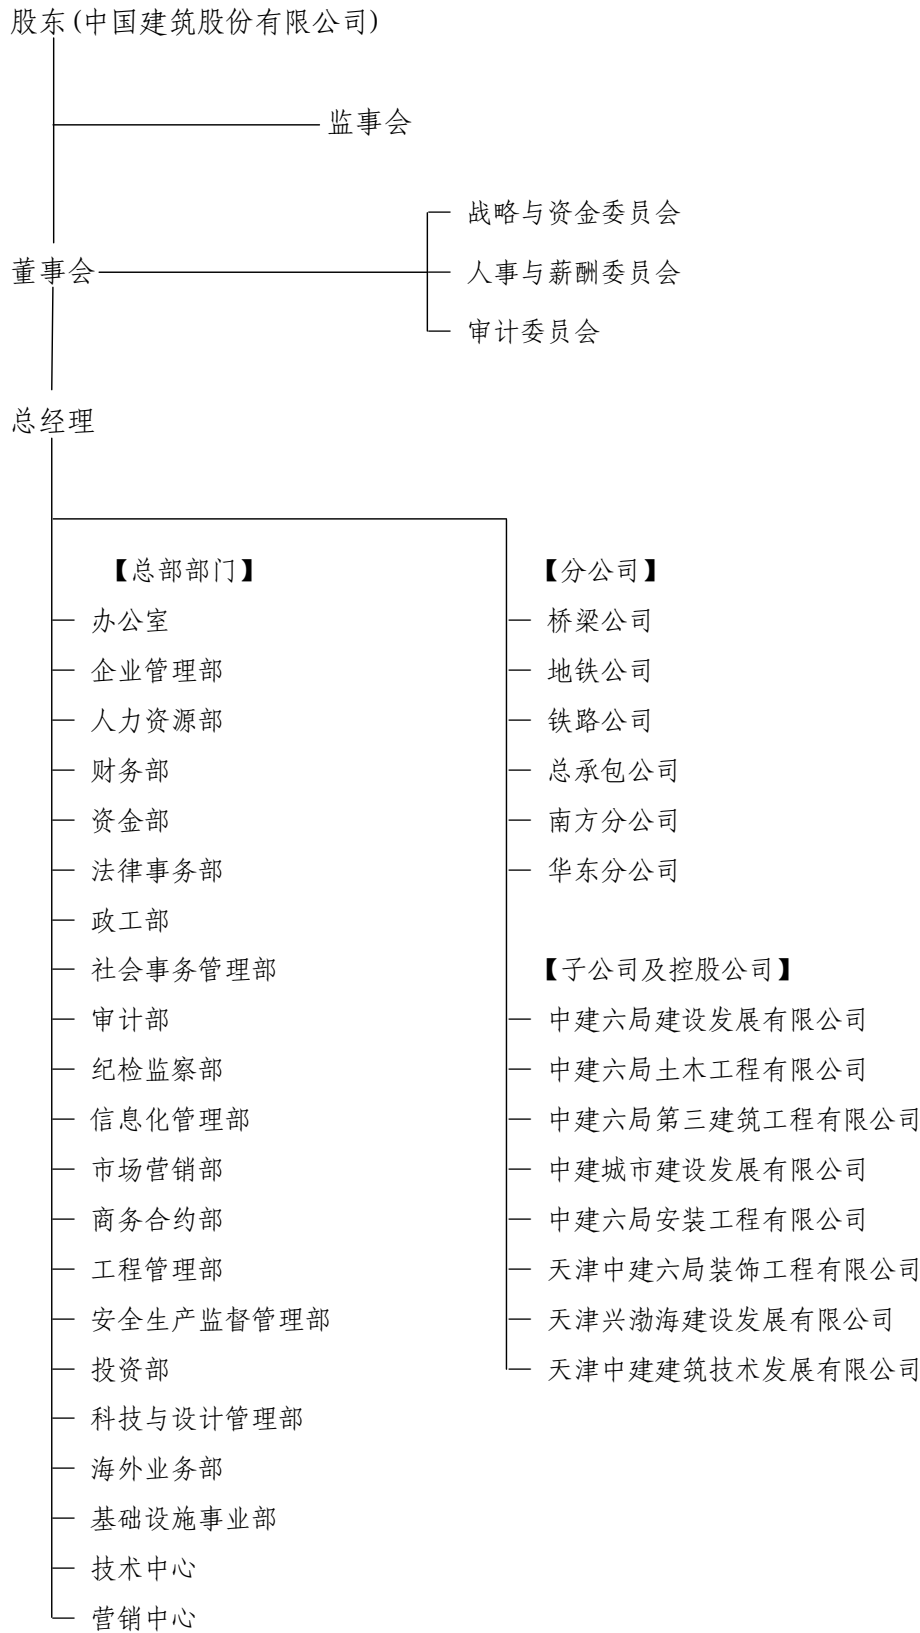 股东(中国建筑股份有限公司)
监事会
董事会
战略与资金委员会
人事与薪酬委员会
审计委员会
总经理
【总部部门】
办公室
企业管理部
人力资源部
财务部
资金部
法律事务部
政工部
社会事务管理部
审计部
纪检监察部
信息化管理部
市场营销部
商务合约部
工程管理部
安全生产监督管理部
投资部
科技与设计管理部
海外业务部
基础设施事业部
技术中心
营销中心
【分公司】
桥梁公司
地铁公司
铁路公司
总承包公司
南方分公司
华东分公司
【子公司及控股公司】
中建六局建设发展有限公司
中建六局土木工程有限公司
中建六局第三建筑工程有限公司
中建城市建设发展有限公司
中建六局安装工程有限公司
天津中建六局装饰工程有限公司
天津兴渤海建设发展有限公司
天津中建建筑技术发展有限公司